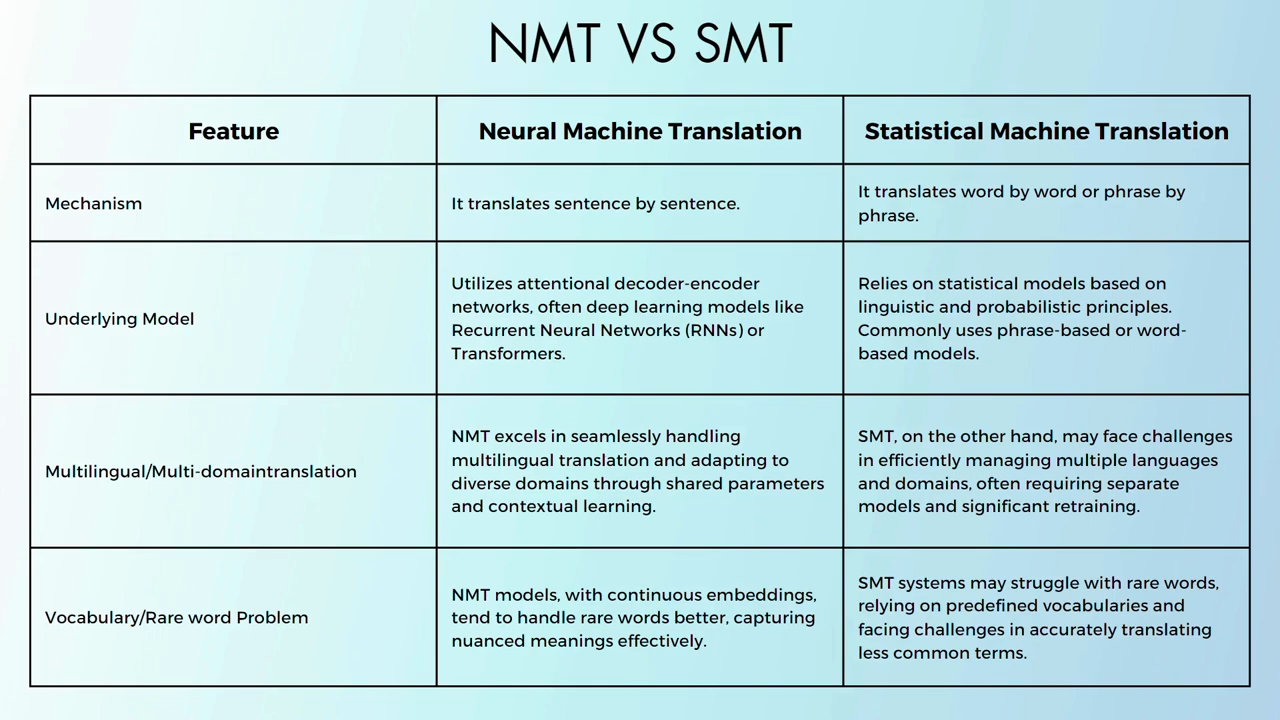 NMT VS SMT
Feature
Neural Machine Translation
Statistical Machine Translation
Mechanism
It translates sentence by sentence.
It translates word by word or phrase by
phrase.
Underlying Model
Utilizes attentional decoder-encoder
networks, often deep learning models like
Recurrent Neural Networks (RNNs) or
Transformers.
Relies on statistical models based on
linguistic and probabilistic principles.
Commonly uses phrase-based or word-
based models.
Multilingual/Multi-domaintranslation
NMT excels in seamlessly handling
multilingual translation and adapting to
diverse domains through shared parameters
and contextual learning.
SMT, on the other hand, may face challenges
in efficiently managing multiple languages
and domains, often requiring separate
models and significant retraining.
Vocabulary/Rare word Problem
NMT models, with continuous embeddings,
tend to handle rare words better, capturing
nuanced meanings effectively.
SMT systems may struggle with rare words,
relying on predefined vocabularies and
facing challenges in accurately translating
less common terms.